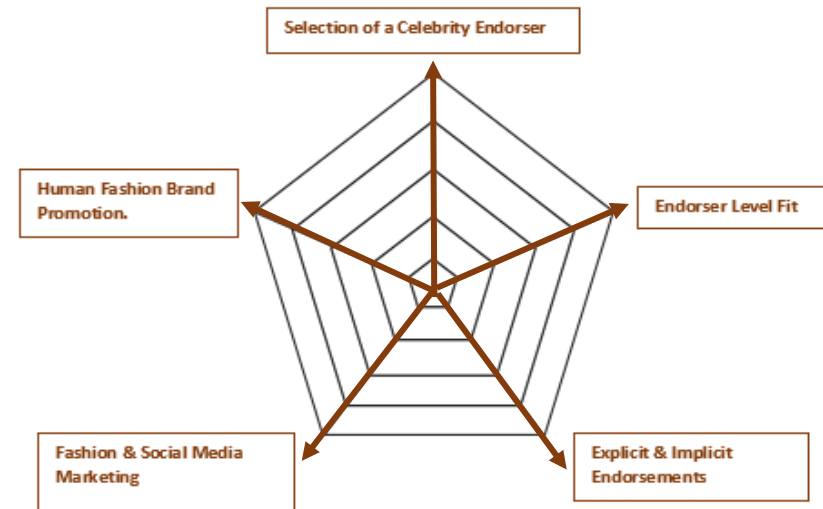 Selection of a Celebrity Endorser
Human Fashion Brand
Promotion.
Endorser Level Fit
Fashion & Social Media
Marketing
Explicit & Implicit
Endorsements